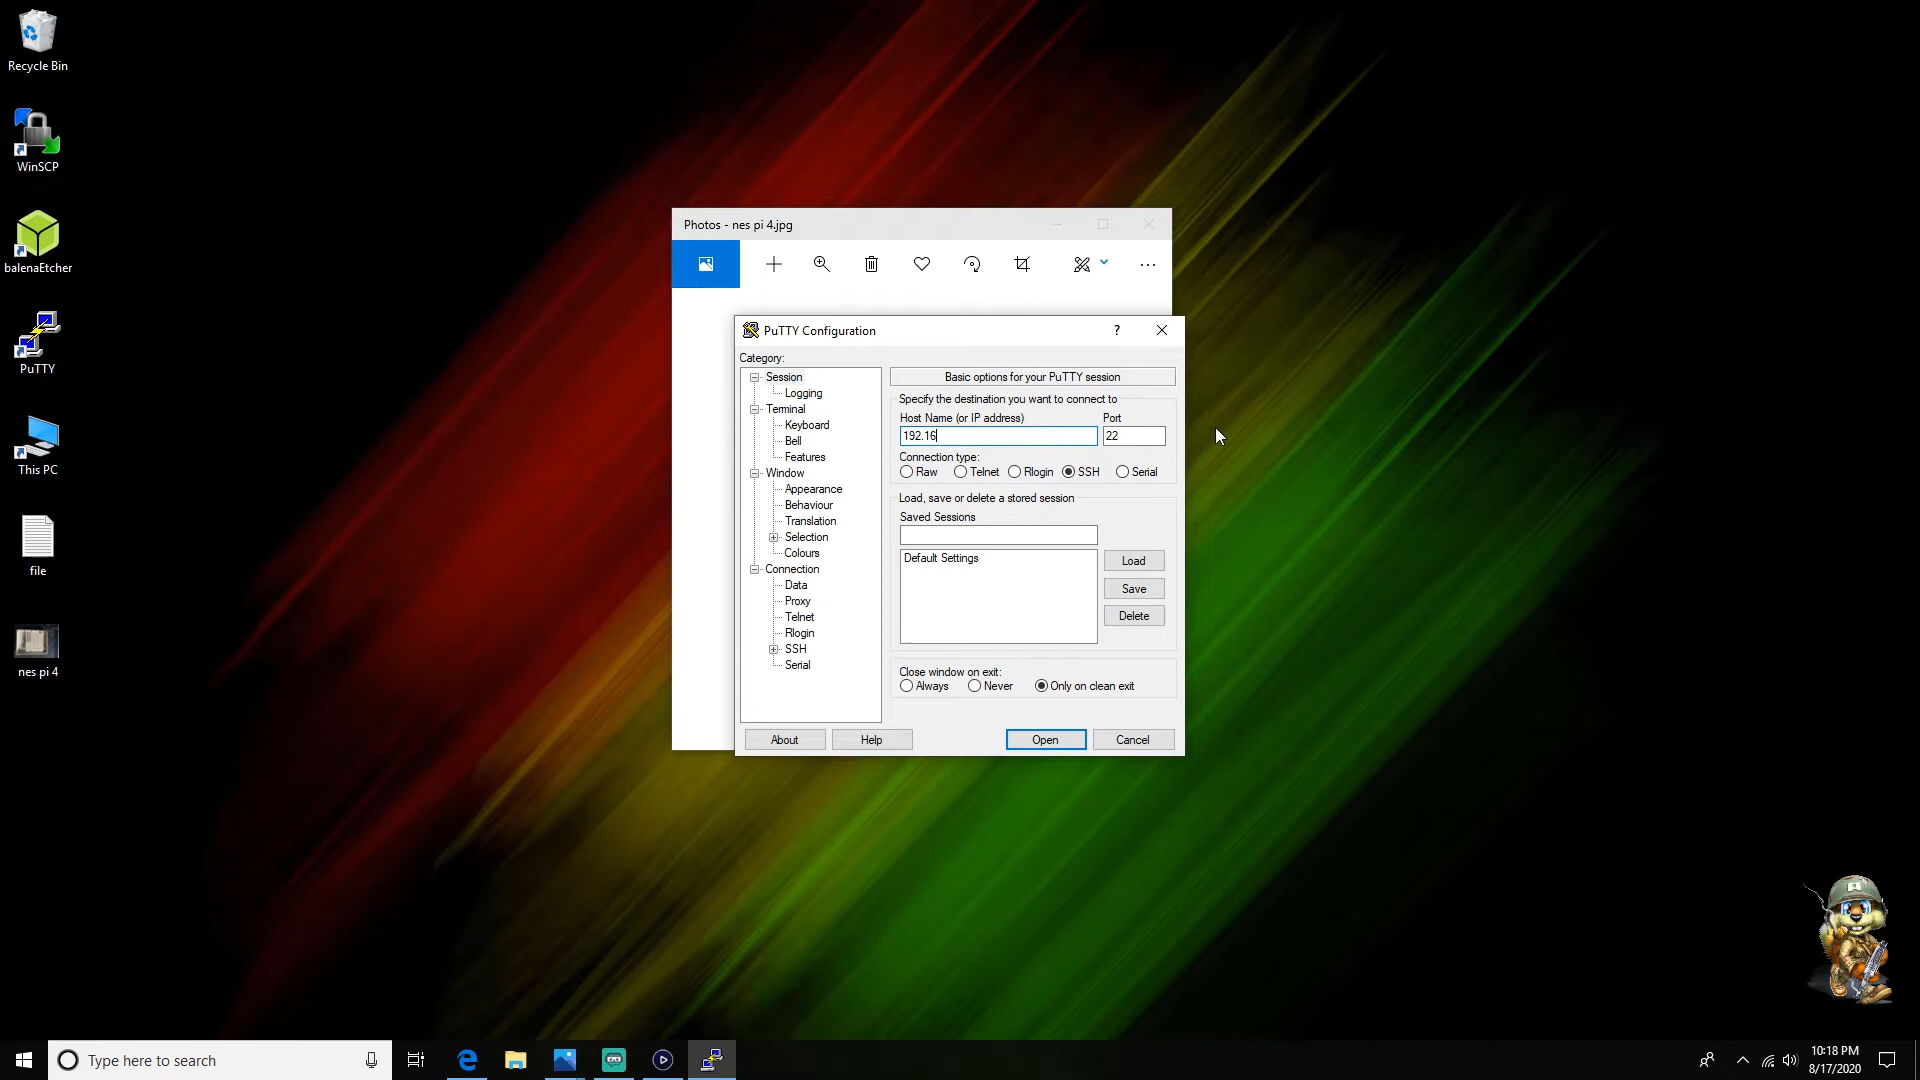 Recycle Bin
WinSCP
balenaEtcher
PuTTY
This PC
file
nes pi 4
Photos - nes pi 4.jpg
PuTTY Configuration
?
Category:
Session
Logging
Terminal
Keyboard
Bell
Features
Window
Appearance
Behaviour
Translation
Selection
Colours
Connection
Data
Proxy
Telnet
Rlogin
SSH
Serial
Basic options for your PuTTY session
Specify the destination you want to connect to
Host Name (or IP address) Port
192.16 22
Connection type:
Raw Telnet Rlogin SSH Serial
Load, save or delete a stored session
Saved Sessions
Default Settings
Load
Save
Delete
Close window on exit:
Always Never Only on clean exit
About Help Open Cancel
Type here to search
10:18 PM
8/17/2020